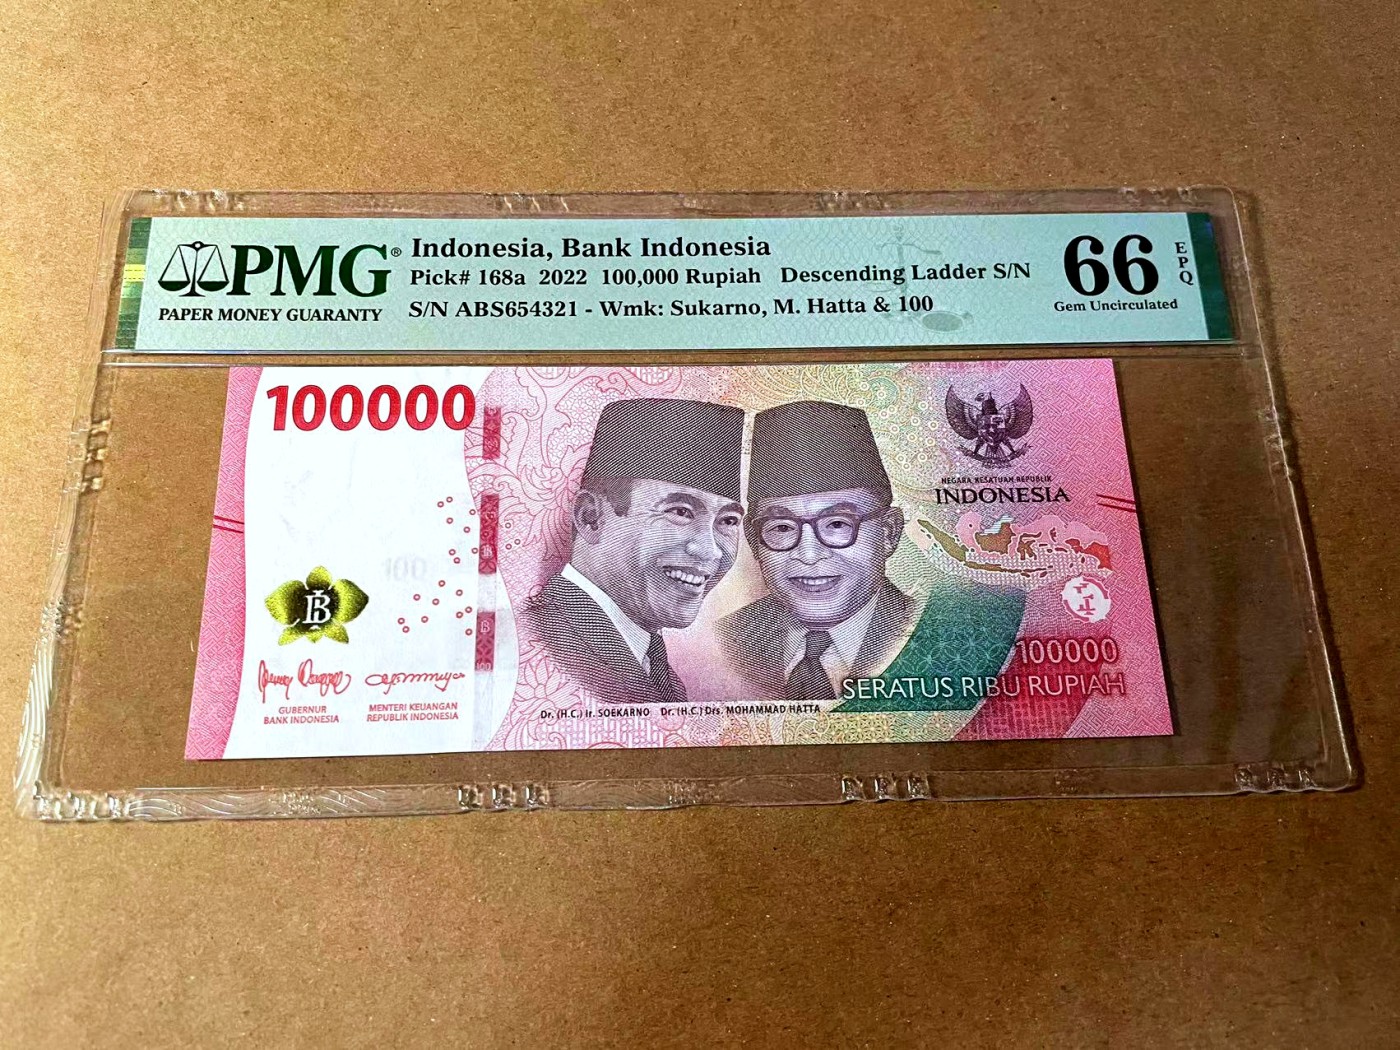 PMG®
PAPER MONEY GUARANTY
Indonesia, Bank Indonesia
Pick# 168a 2022 100,000 Rupiah Descending Ladder S/N
S/N ABS654321 - Wmk: Sukarno, M. Hatta & 100
66
EPQ
Gem Uncirculated
100000
NEGARA KESATUAN REPUBLIK
INDONESIA
100
BI
100000
SERATUS RIBU RUPIAH
GUBERNUR
BANK INDONESIA
MENTERI KEUANGAN
REPUBLIK INDONESIA
Dr. (H.C.) Ir. SOEKARNO
Dr. (H.C.) Drs. MOHAMMAD HATTA